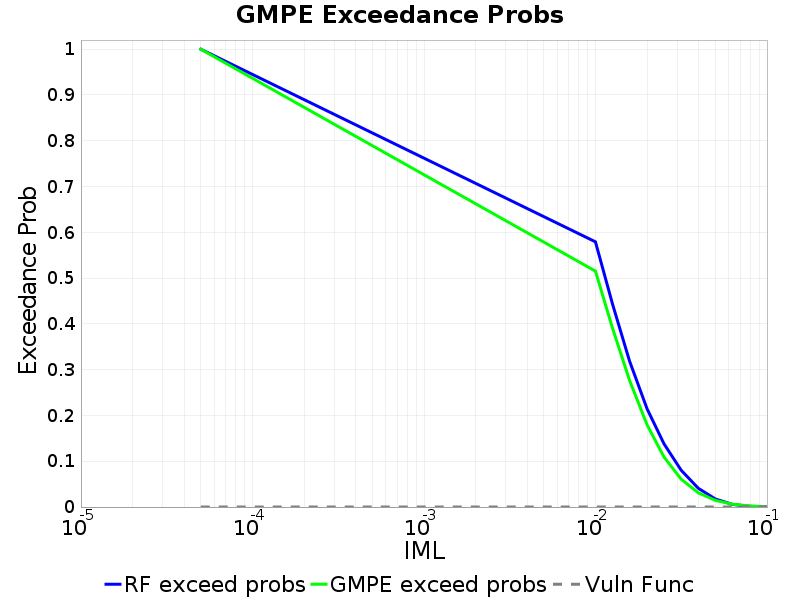 GMPE Exceedance Probs
Exceedance Prob
1
0.9
0.8
0.7
0.6
0.5
0.4
0.3
0.2
0.1
0
10-5 10-4 10-3 10-2 10-1
IML
RF exceed probs GMPE exceed probs Vuln Func